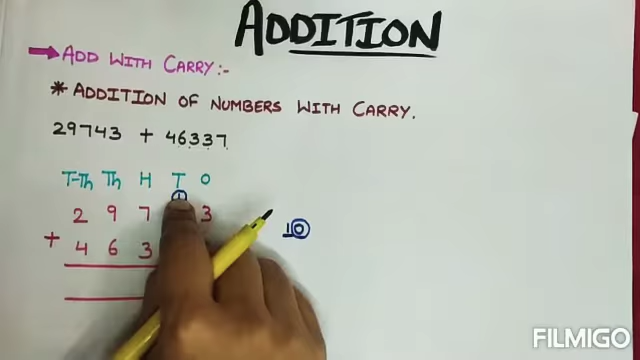 ADDITION
ADD WITH CARRY:-
* ADDITION OF NUMBERS WITH CARRY.
29743 + 46337
T-Th Th H T O
1
2 9 7 3
10
+ 4 6 3
FILMIGO